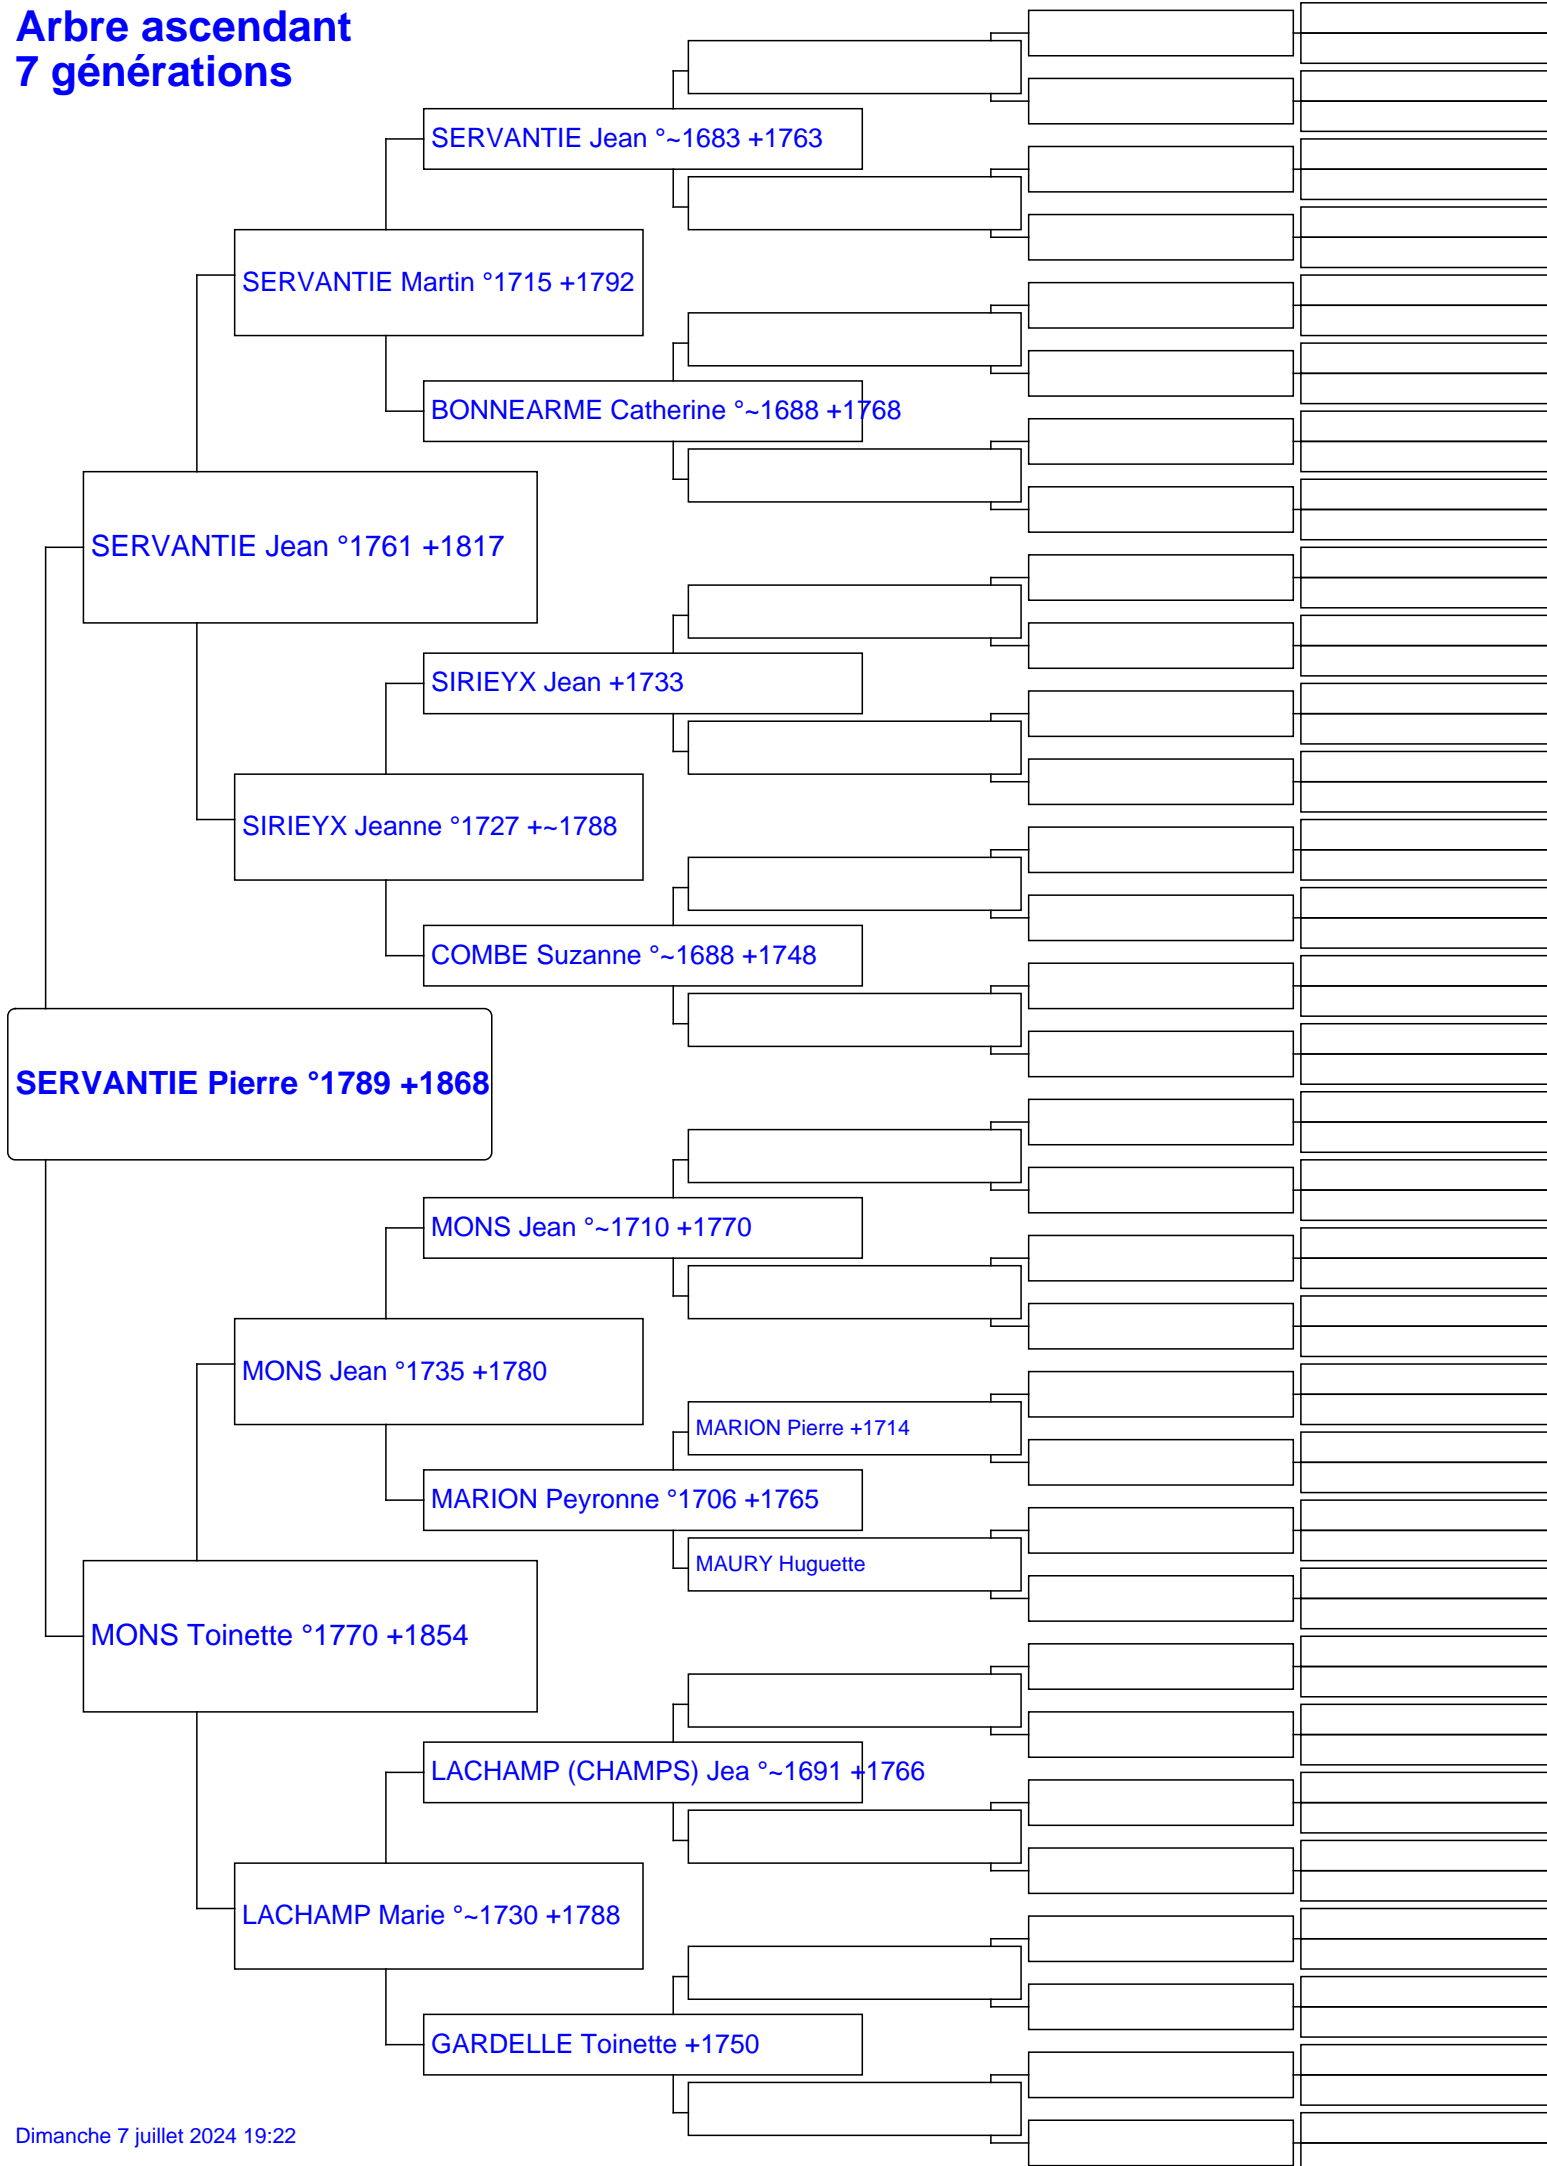 Arbre ascendant
7 générations
SERVANTIE Jean °~1683 +1763
SERVANTIE Martin °1715 +1792
BONNEARME Catherine °~1688 +1768
SERVANTIE Jean °1761 +1817
SIRIEYX Jean +1733
SIRIEYX Jeanne °1727 +~1788
COMBE Suzanne °~1688 +1748
SERVANTIE Pierre °1789 +1868
MONS Jean °~1710 +1770
MONS Jean °1735 +1780
MARION Pierre +1714
MARION Peyronne °1706 +1765
MAURY Huguette
MONS Toinette °1770 +1854
LACHAMP (CHAMPS) Jea °~1691 +1766
LACHAMP Marie °~1730 +1788
GARDELLE Toinette +1750
Dimanche 7 juillet 2024 19:22